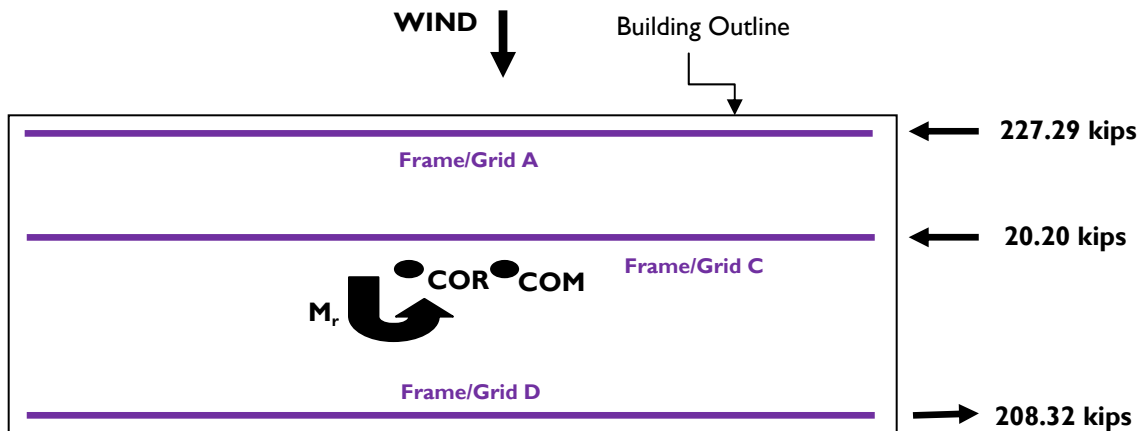 WIND
Building Outline
227.29 kips
Frame/Grid A
20.20 kips
Frame/Grid C
COR
COM
Mr
Frame/Grid D
208.32 kips